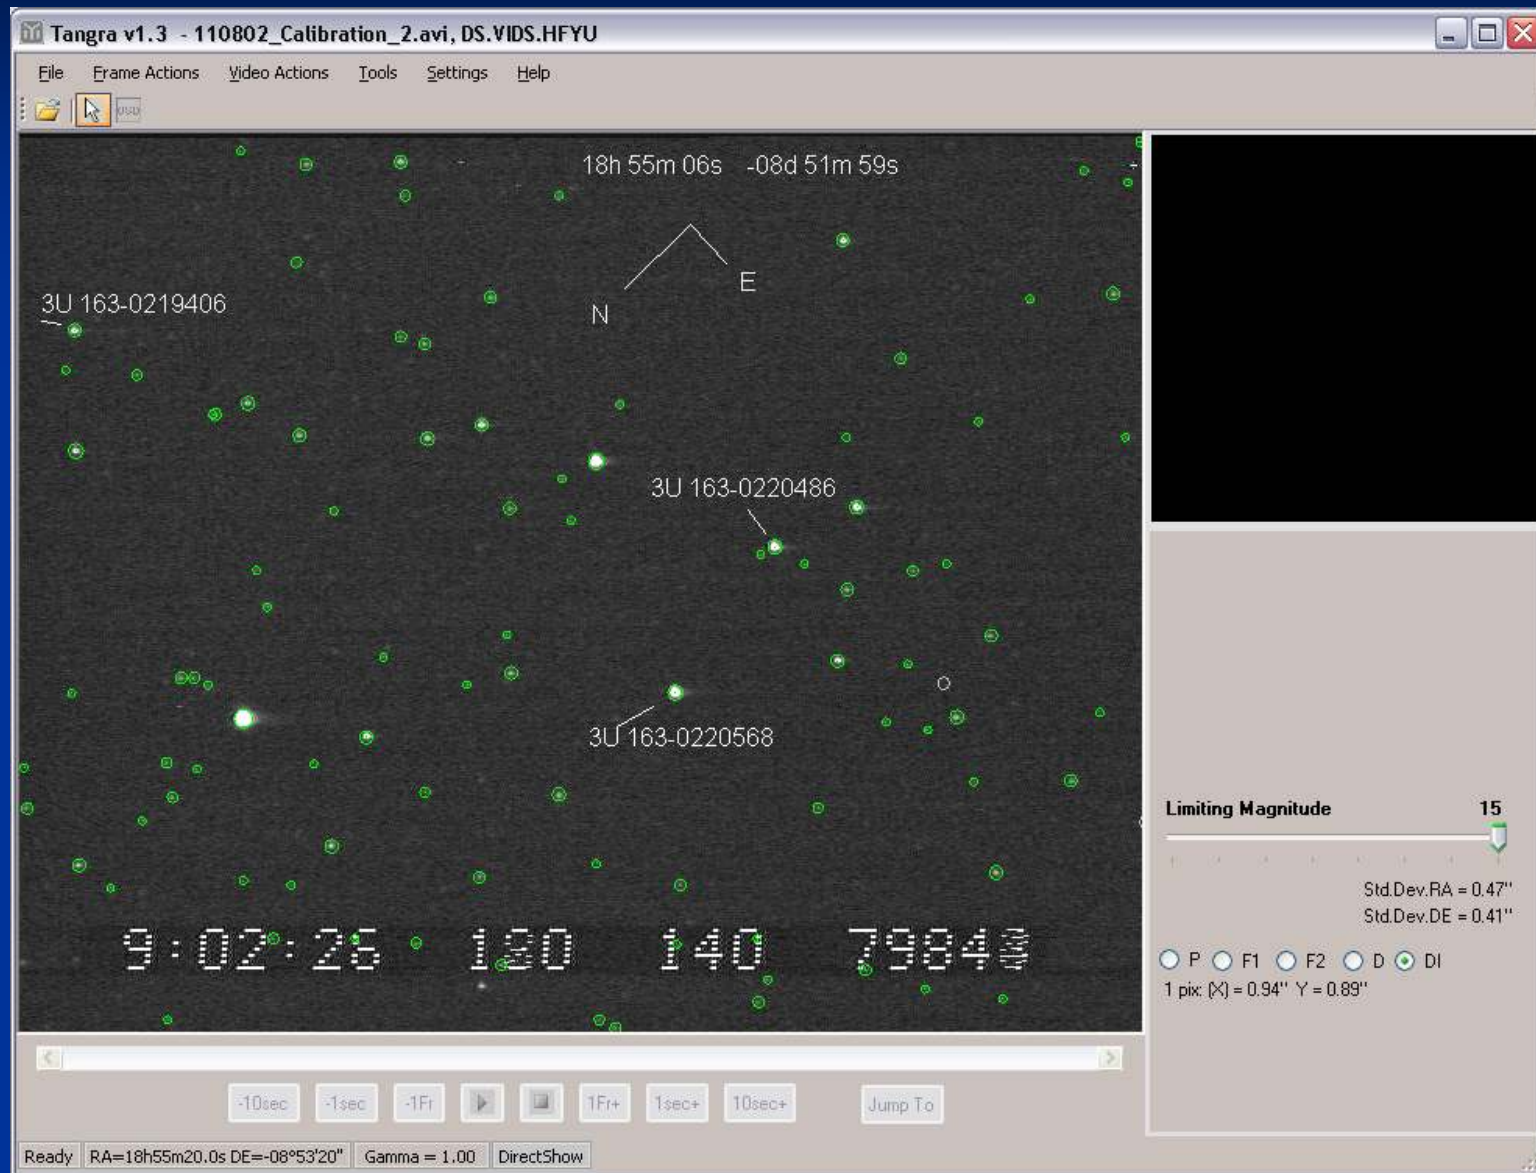 Tangra v1.3 - 110802_Calibration_2.avi, DS.VIDS.HFYU
File Frame Actions Video Actions Tools Settings Help
OSD
18h 55m 06s -08d 51m 59s
E
N
3U 163-0219406
3U 163-0220486
3U 163-0220568
Limiting Magnitude 15
Std.Dev.RA = 0.47"
Std.Dev.DE = 0.41"
9:02:26 140
P F1 F2 D DI
1 pix: (X) = 0.94" Y = 0.89"
-10sec -1sec -1Fr 1Fr+ 1sec+ 10sec+ Jump To
Ready RA=18h55m20.0s DE=-08°53'20" Gamma = 1.00 DirectShow